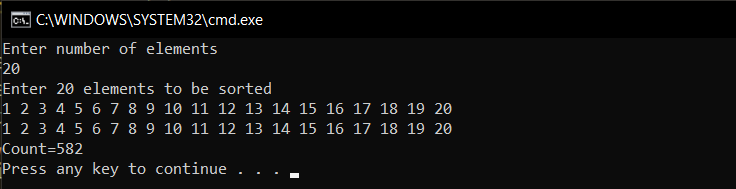 C:\WINDOWS\SYSTEM32\cmd.exe
Enter number of elements
20
Enter 20 elements to be sorted
1 2 3 4 5 6 7 8 9 10 11 12 13 14 15 16 17 18 19 20
1 2 3 4 5 6 7 8 9 10 11 12 13 14 15 16 17 18 19 20
Count=582
Press any key to continue . . .